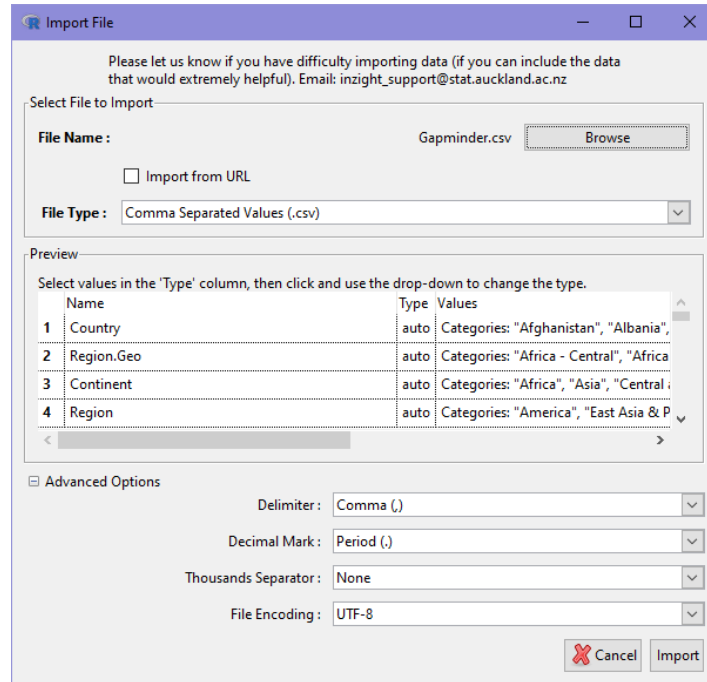 Import File
Please let us know if you have difficulty importing data (if you can include the data
that would extremely helpful). Email: inzight_support@stat.auckland.ac.nz
Select File to Import
File Name : Gapminder.csv Browse
Import from URL
File Type : Comma Separated Values (.csv)
Preview
Select values in the 'Type' column, then click and use the drop-down to change the type.
Name Type Values
1 Country auto Categories: "Afghanistan", "Albania",
2 Region.Geo auto Categories: "Africa - Central", "Africa
3 Continent auto Categories: "Africa", "Asia", "Central
4 Region auto Categories: "America", "East Asia & P
Advanced Options
Delimiter : Comma (,)
Decimal Mark : Period (.)
Thousands Separator : None
File Encoding : UTF-8
Cancel Import